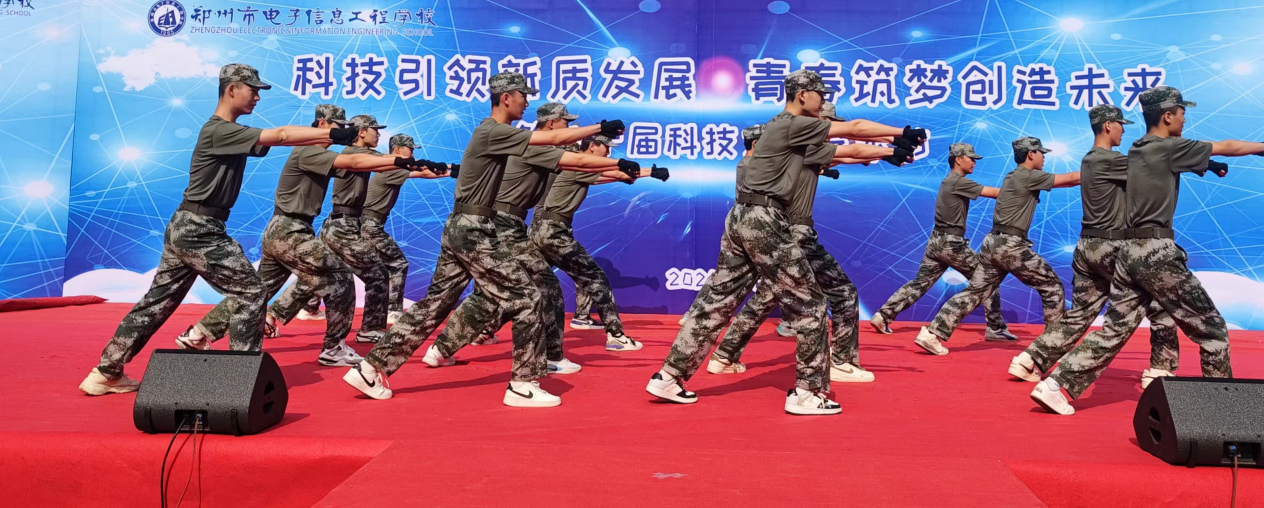 学校
NG SCHOOL
郑州市电子信息工程学校
ZHENGZHOU ELECTRONIC&INFORMATION ENGINEERING SCHOOL
科技引领新质发展 青春筑梦创造未来
届科技
202